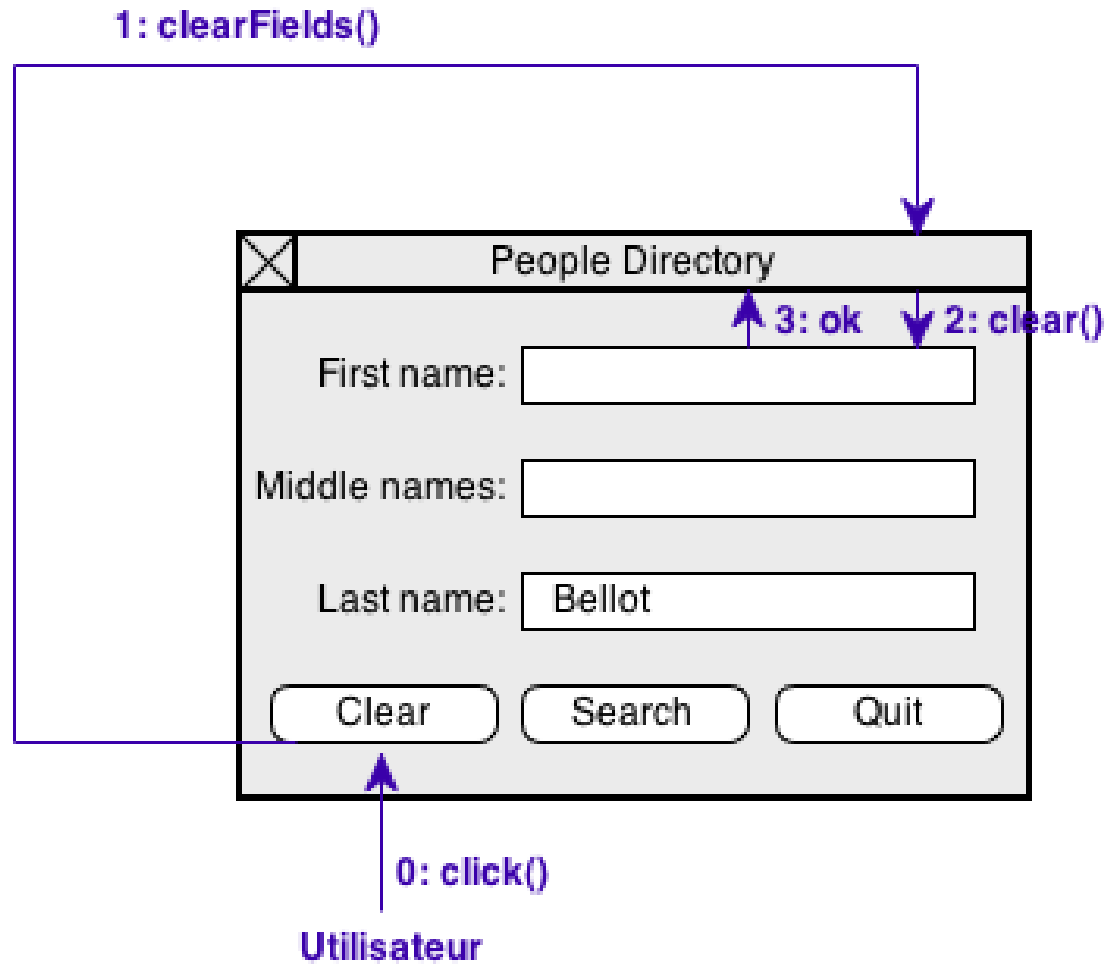 1: clearFields()
People Directory
3: ok
2: clear()
First name:
Middle names:
Last name: Bellot
Clear Search Quit
0: click()
Utilisateur